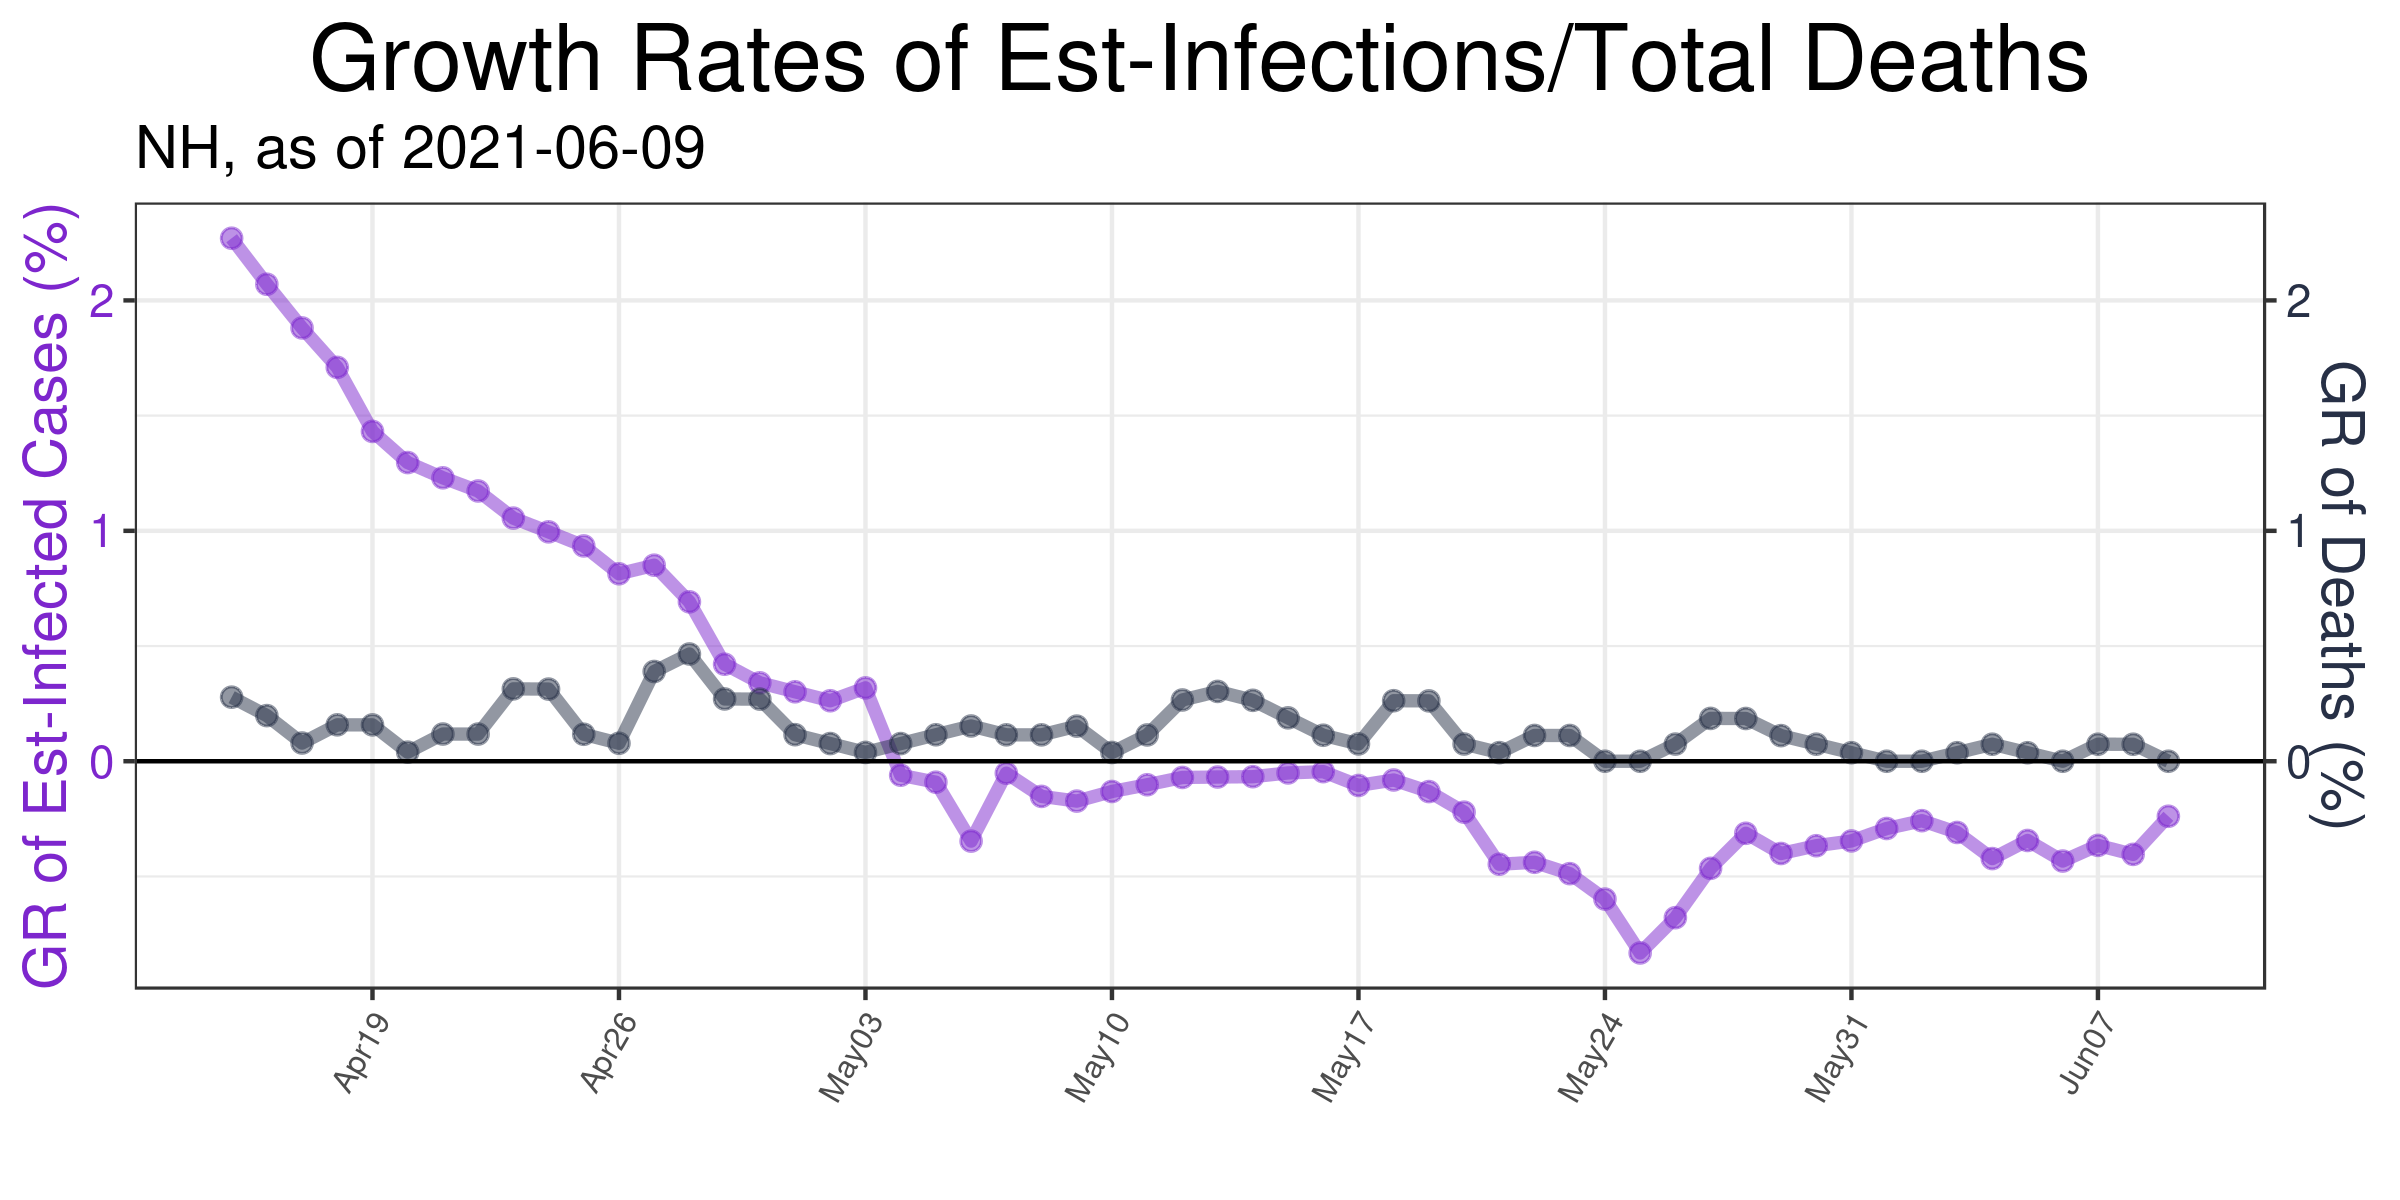 Growth Rates of Est-Infections/Total Deaths
NH, as of 2021-06-09
GR of Est-Infected Cases (%)
2
1
0
2
1
0
GR of Deaths (%)
Apr19
Apr26
May03
May10
May17
May24
May31
Jun07